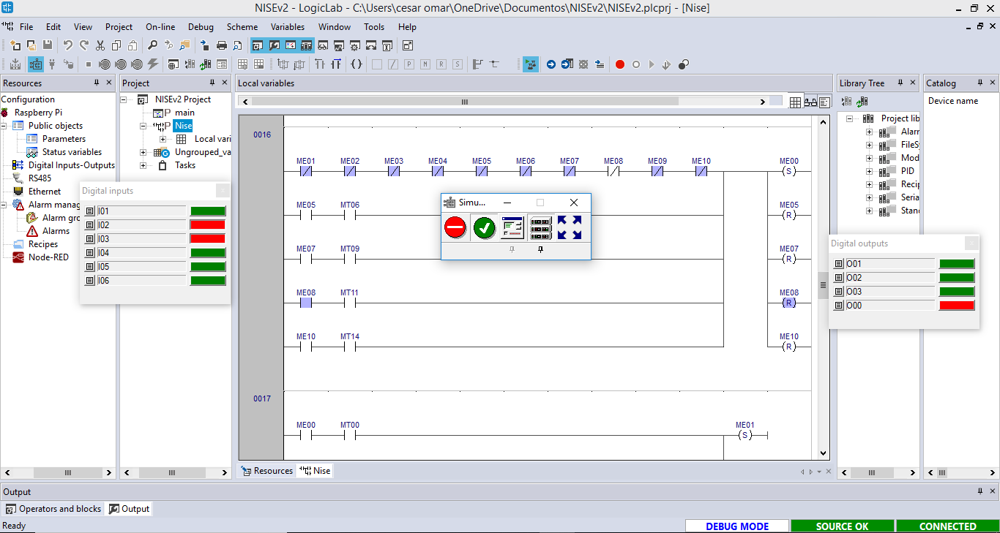 NISEv2 - LogicLab - C:\Users\cesar omar\OneDrive\Documentos\NISEv2\NISEv2.plcprj - [Nise]
File Edit View Project On-line Debug Scheme Variables Window Tools Help
Resources
Configuration
Raspberry Pi
Public objects
Parameters
Status variables
Digital Inputs-Outputs
RS485
Ethernet
Alarm manag
Alarm gro
Alarms
Recipes
Node-RED
Digital inputs
I01
I02
I03
I04
I05
I06
Project
NISEv2 Project
main
Nise
Local vari
Ungrouped_va
Tasks
Local variables
0016
ME01 ME02 ME03 ME04 ME05 ME06 ME07 ME08 ME09 ME10 ME00
S
ME05 MT06 ME05
R
ME07 MT09 ME07
R
ME08 MT11 ME08
R
ME10 MT14 ME10
R
0017
ME00 MT00 ME01
S
Simu...
Resources Nise
Library Tree
Project lib
Alarr
FileSy
Mod
PID
Recip
Seria
Stanc
Catalog
Device name
Digital outputs
O01
O02
O03
O00
Output
Operators and blocks Output
Ready DEBUG MODE SOURCE OK CONNECTED